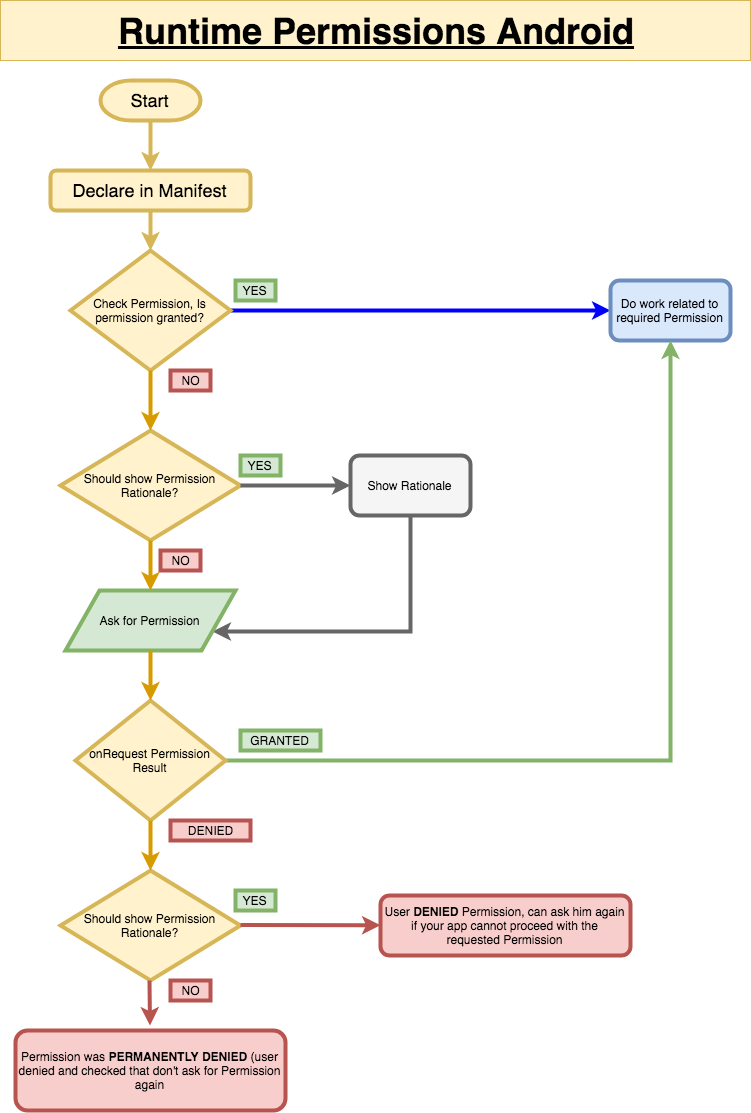 Runtime Permissions Android
Start
Declare in Manifest
Check Permission, Is
permission granted?
YES
Do work related to
required Permission
NO
Should show Permission
Rationale?
YES
Show Rationale
NO
Ask for Permission
onRequest Permission
Result
GRANTED
DENIED
Should show Permission
Rationale?
YES
User DENIED Permission, can ask him again
if your app cannot proceed with the
requested Permission
NO
Permission was PERMANENTLY DENIED (user
denied and checked that don't ask for Permission
again